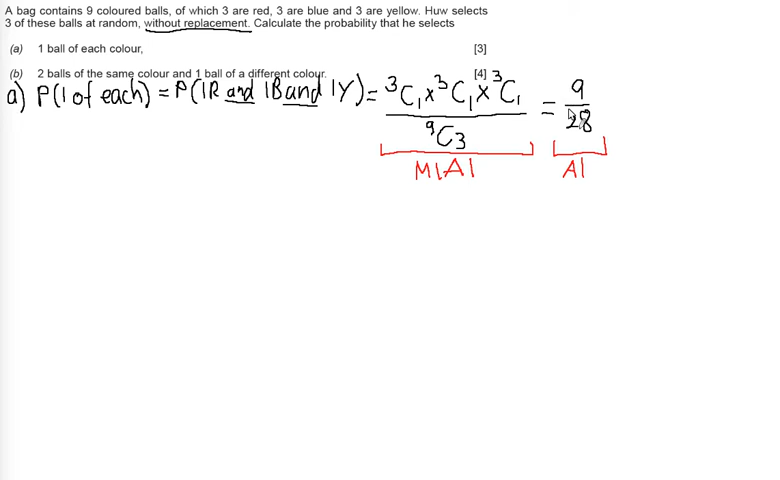 A bag contains 9 coloured balls, of which 3 are red, 3 are blue and 3 are yellow. Huw selects
3 of these balls at random, without replacement. Calculate the probability that he selects
(a) 1 ball of each colour, [3]
(b) 2 balls of the same colour and 1 ball of a different colour. [4]
a) P(1 of each) = P(1R and 1B and 1Y) = ³C₁ x ³C₁ x ³C₁ / ⁹C₃ = 9/28
M1A1 A1